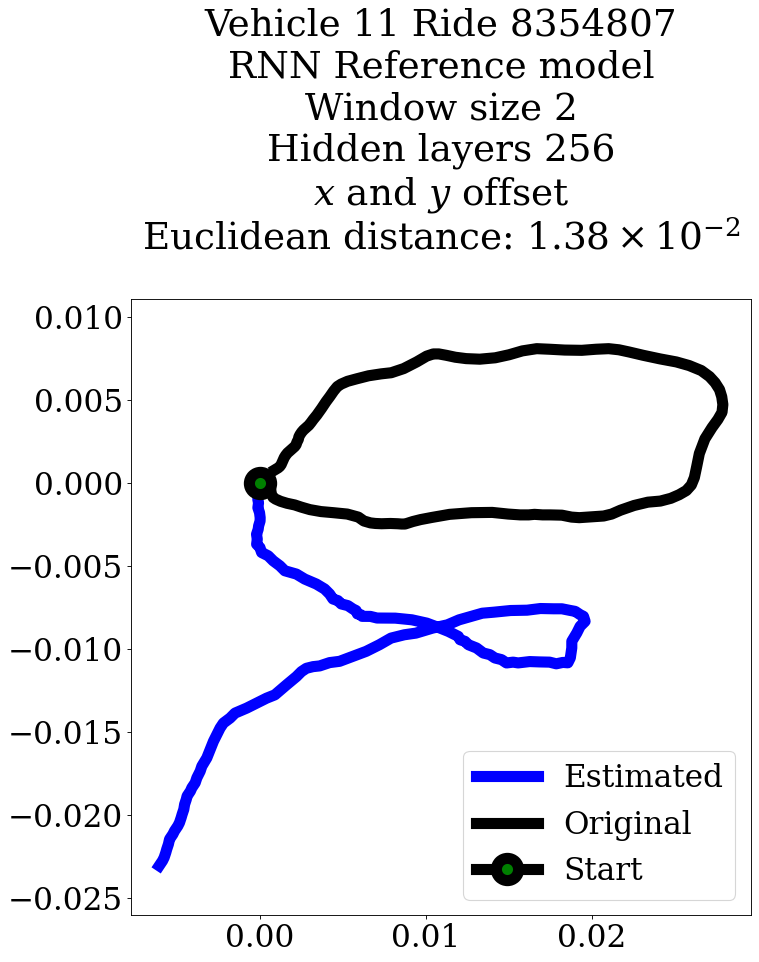 Vehicle 11 Ride 8354807
RNN Reference model
Window size 2
Hidden layers 256
x and y offset
Euclidean distance: 1.38 × 10⁻²
0.010
0.005
0.000
−0.005
−0.010
−0.015
−0.020
−0.025
0.00 0.01 0.02
Estimated
Original
Start